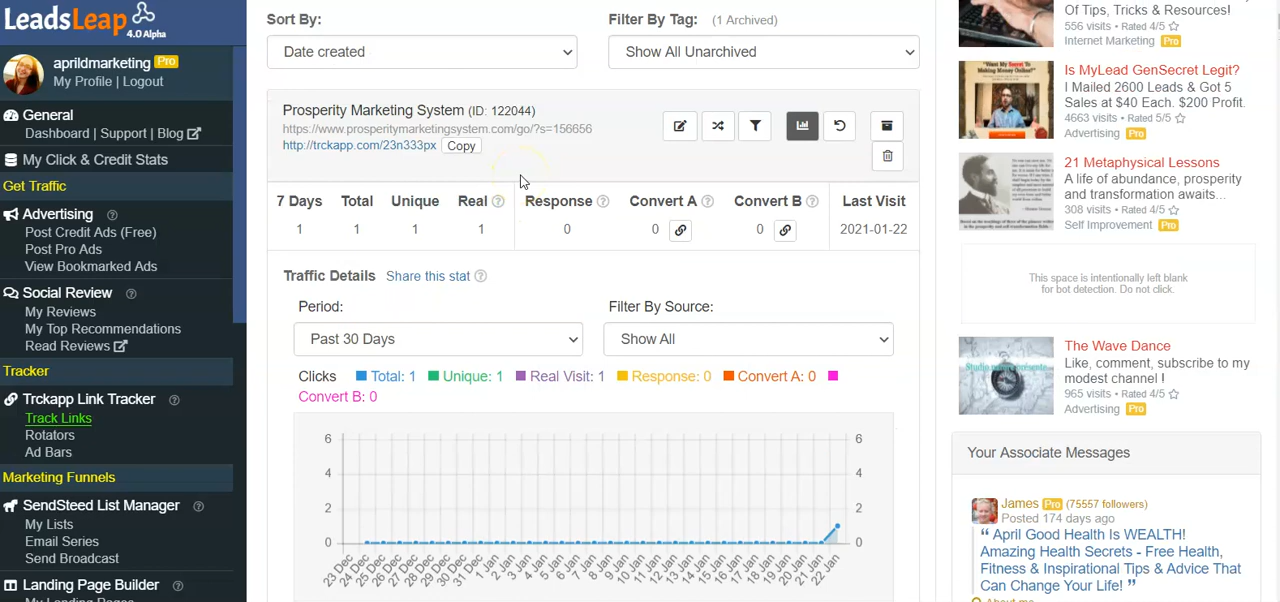 LeadsLeap
4.0 Alpha
aprildmarketing Pro
My Profile | Logout
General
Dashboard | Support | Blog
My Click & Credit Stats
Get Traffic
Advertising
Post Credit Ads (Free)
Post Pro Ads
View Bookmarked Ads
Social Review
My Reviews
My Top Recommendations
Read Reviews
Tracker
Trckapp Link Tracker
Track Links
Rotators
Ad Bars
Marketing Funnels
SendSteed List Manager
My Lists
Email Series
Send Broadcast
Landing Page Builder
My Landing Pages
Sort By:
Date created
Filter By Tag: (1 Archived)
Show All Unarchived
Prosperity Marketing System (ID: 122044)
https://www.prosperitymarketingsystem.com/go/?s=156656
http://trckapp.com/23n333px Copy
7 Days Total Unique Real Response Convert A Convert B Last Visit
1 1 1 1 0 0 0 2021-01-22
Traffic Details Share this stat
Period:
Past 30 Days
Filter By Source:
Show All
Clicks Total: 1 Unique: 1 Real Visit: 1 Response: 0 Convert A: 0
Convert B: 0
6 6
4 4
2 2
0 0
23 Dec 24 Dec 25 Dec 26 Dec 27 Dec 28 Dec 29 Dec 30 Dec 31 Dec 1 Jan 2 Jan 3 Jan 4 Jan 5 Jan 6 Jan 7 Jan 8 Jan 9 Jan 10 Jan 11 Jan 12 Jan 13 Jan 14 Jan 15 Jan 16 Jan 17 Jan 18 Jan 19 Jan 20 Jan 21 Jan 22 Jan
Of Tips, Tricks & Resources!
556 visits • Rated 4/5
Internet Marketing Pro
"Want My Secret To
Making Money Online?"
Is MyLead GenSecret Legit?
I Mailed 2600 Leads & Got 5
Sales at $40 Each. $200 Profit.
4663 visits • Rated 5/5
Advertising Pro
21 Metaphysical Lessons
A life of abundance, prosperity
and transformation awaits...
308 visits • Rated 4/5
Self Improvement Pro
This space is intentionally left blank
for bot detection. Do not click.
The Wave Dance
Like, comment, subscribe to my
modest channel !
965 visits • Rated 4/5
Advertising Pro
Your Associate Messages
James Pro (75557 followers)
Posted 174 days ago
“ April Good Health Is WEALTH!
Amazing Health Secrets - Free Health,
Fitness & Inspirational Tips & Advice That
Can Change Your Life! ”
About me